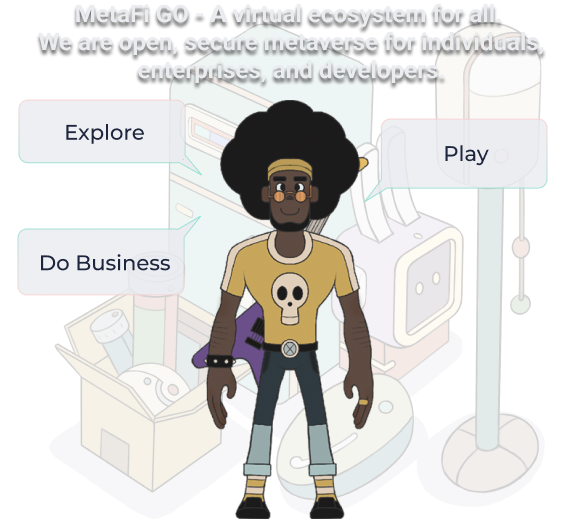 MetaFi GO - A virtual ecosystem for all.
We are open, secure metaverse for individuals,
enterprises, and developers.
Explore
Play
Do Business